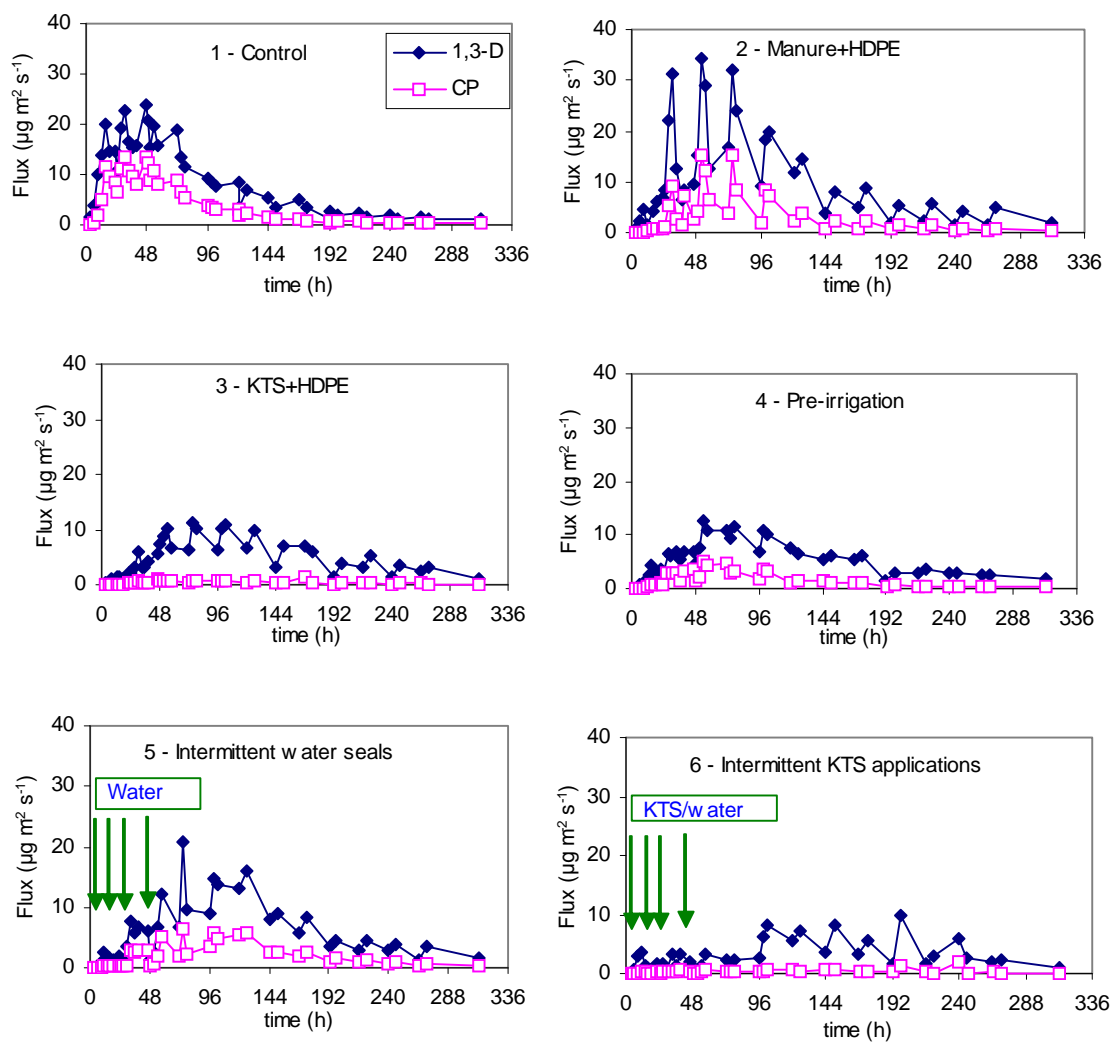 1 - Control
1,3-D
CP
Flux (µg m² s⁻¹)
40
30
20
10
0
0 48 96 144 192 240 288 336
time (h)
2 - Manure+HDPE
Flux (µg m² s⁻¹)
40
30
20
10
0
0 48 96 144 192 240 288 336
time (h)
3 - KTS+HDPE
Flux (µg m² s⁻¹)
40
30
20
10
0
0 48 96 144 192 240 288 336
time (h)
4 - Pre-irrigation
Flux (µg m² s⁻¹)
40
30
20
10
0
0 48 96 144 192 240 288 336
time (h)
5 - Intermittent water seals
Water
Flux (µg m² s⁻¹)
40
30
20
10
0
0 48 96 144 192 240 288 336
time (h)
6 - Intermittent KTS applications
KTS/water
Flux (µg m² s⁻¹)
40
30
20
10
0
0 48 96 144 192 240 288 336
time (h)